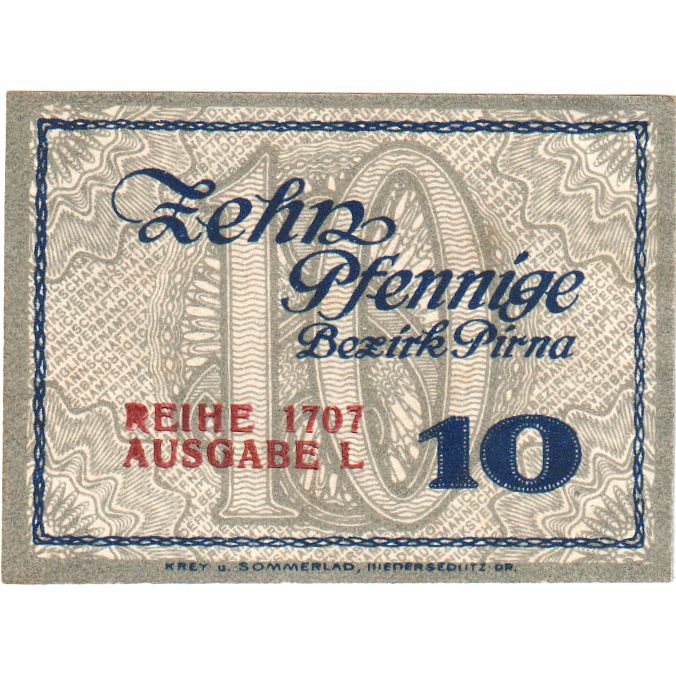 Zehn
Pfennige
Bezirk Pirna
REIHE 1707
AUSGABE L
10
KREY u. SOMMERLAD, NIEDERSEDLITZ-DR.